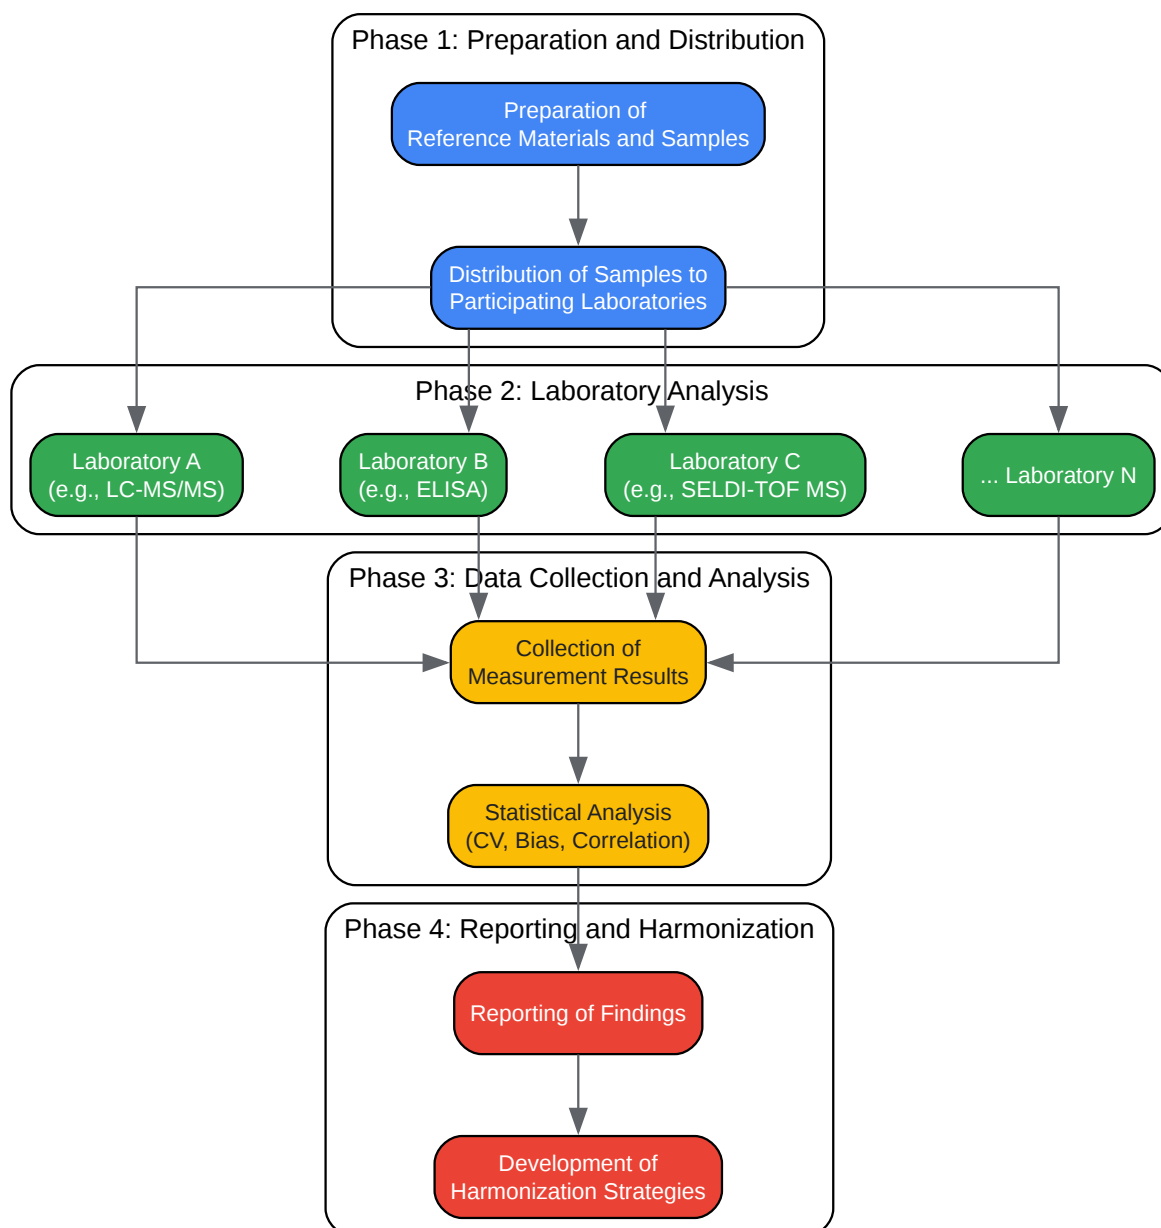 Phase 1: Preparation and Distribution
Preparation of
Reference Materials and Samples
Distribution of Samples to
Participating Laboratories
Phase 2: Laboratory Analysis
Laboratory A
(e.g., LC-MS/MS)
Laboratory B
(e.g., ELISA)
Laboratory C
(e.g., SELDI-TOF MS)
... Laboratory N
Phase 3: Data Collection and Analysis
Collection of
Measurement Results
Statistical Analysis
(CV, Bias, Correlation)
Phase 4: Reporting and Harmonization
Reporting of Findings
Development of
Harmonization Strategies